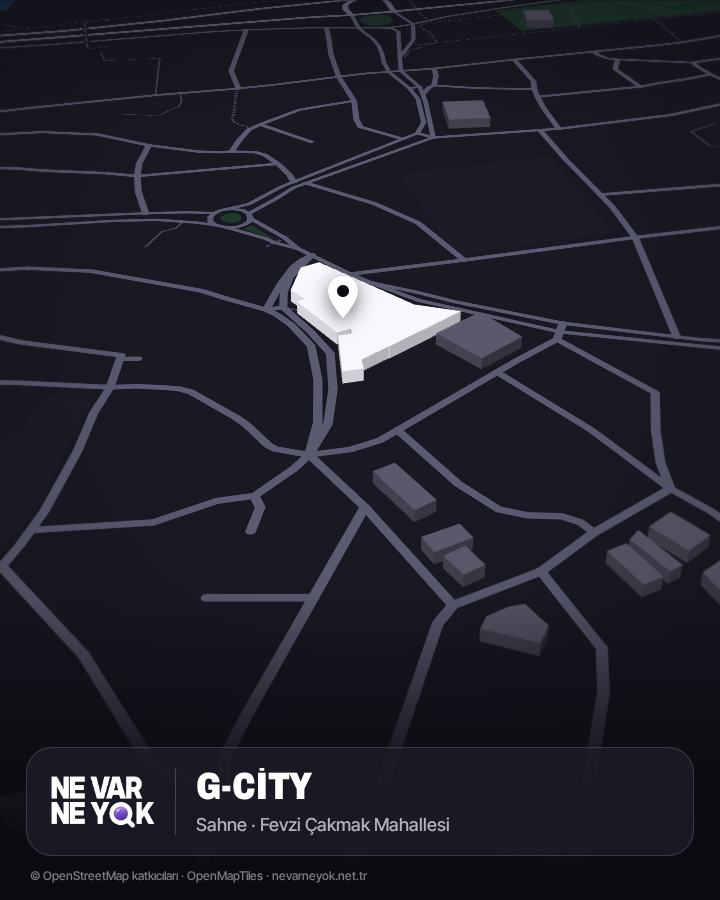 NE VAR
NE YOK
G-CİTY
Sahne · Fevzi Çakmak Mahallesi
© OpenStreetMap katkıcıları · OpenMapTiles · nevarneyok.net.tr